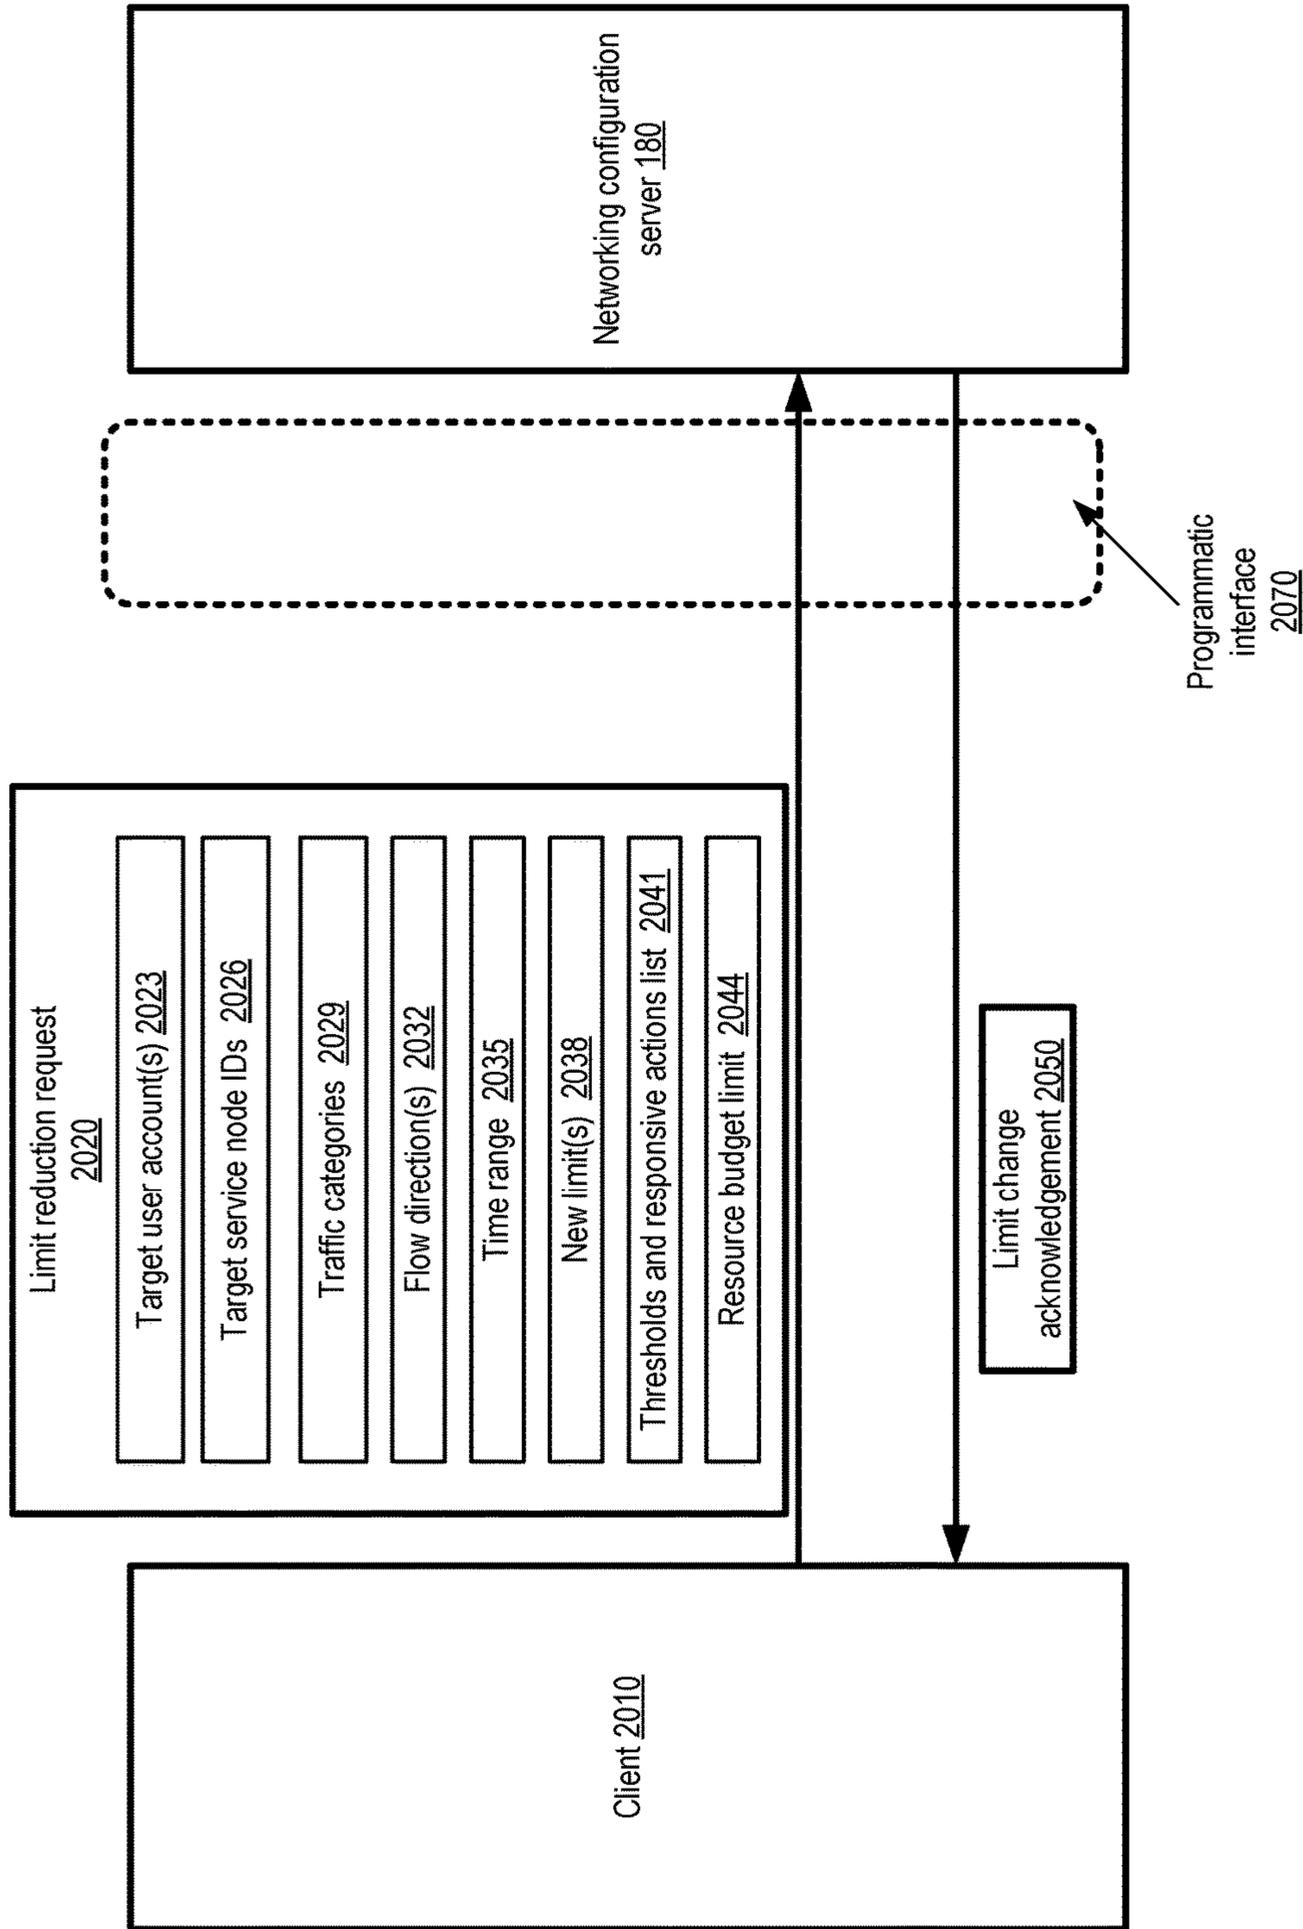 Limit reduction request
2020
Target user account(s) 2023
Target service node IDs 2026
Traffic categories 2029
Flow direction(s) 2032
Time range 2035
New limit(s) 2038
Thresholds and responsive actions list 2041
Resource budget limit 2044
Client 2010
Networking configuration
server 180
Limit change
acknowledgement 2050
Programmatic
interface
2070